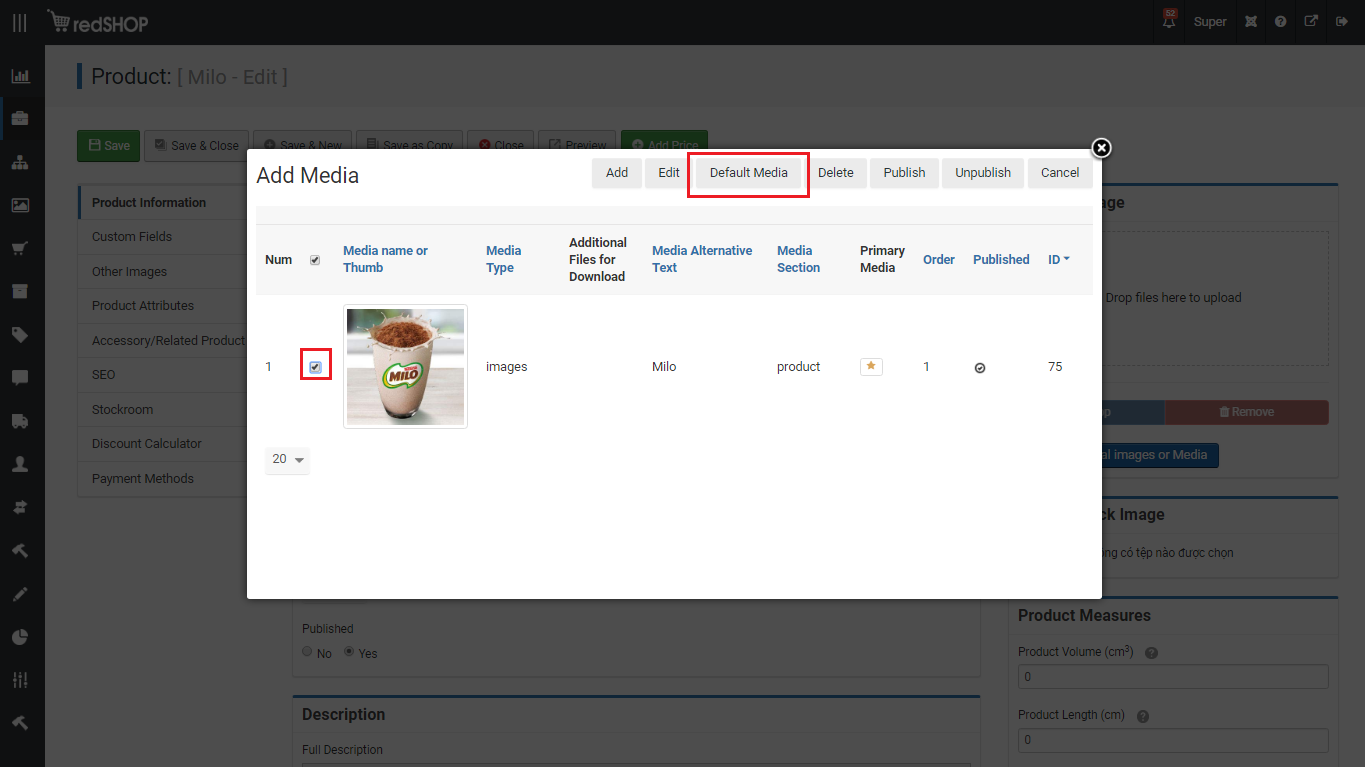 redSHOP
52
Super
Product: [ Milo - Edit ]
Save
Save & Close
Save & New
Save as Copy
Close
Preview
Add Price
Product Information
Custom Fields
Other Images
Product Attributes
Accessory/Related Product
SEO
Stockroom
Discount Calculator
Payment Methods
Add Media
Add
Edit
Default Media
Delete
Publish
Unpublish
Cancel
Num
Media name or
Thumb
Media
Type
Additional
Files for
Download
Media Alternative
Text
Media
Section
Primary
Media
Order
Published
ID
1
MILO
images
Milo
product
1
75
20
age
Drop files here to upload
op
Remove
al images or Media
ck Image
ng có tệp nào được chọn
Published
No
Yes
Description
Full Description
Product Measures
Product Volume (cm3)
0
Product Length (cm)
0